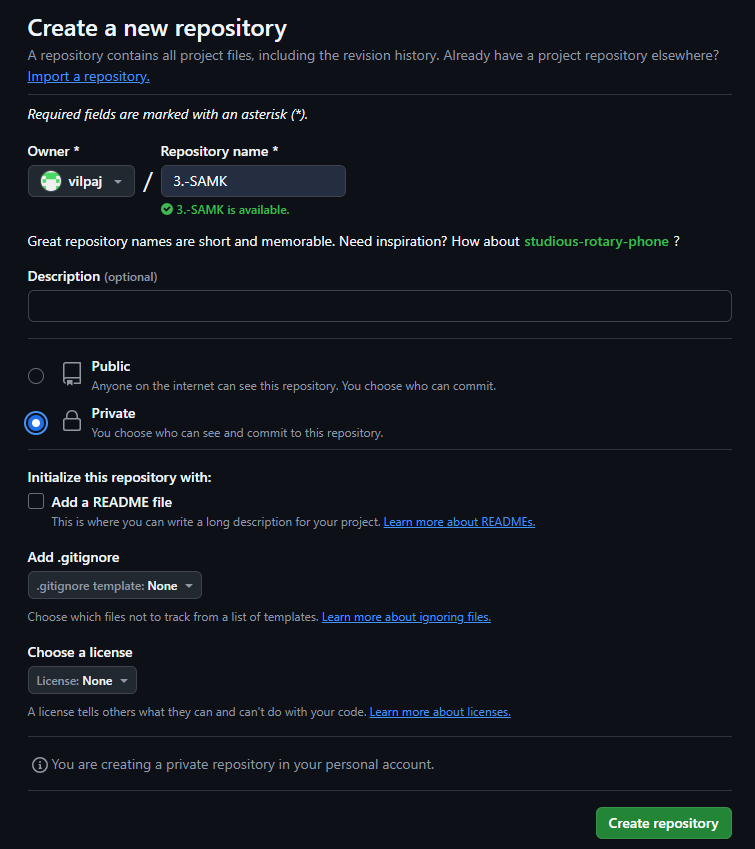 Create a new repository
A repository contains all project files, including the revision history. Already have a project repository elsewhere?
Import a repository.
Required fields are marked with an asterisk (*).
Owner * Repository name *
vilpaj / 3.-SAMK
3.-SAMK is available.
Great repository names are short and memorable. Need inspiration? How about studious-rotary-phone ?
Description (optional)
Public
Anyone on the internet can see this repository. You choose who can commit.
Private
You choose who can see and commit to this repository.
Initialize this repository with:
Add a README file
This is where you can write a long description for your project. Learn more about READMEs.
Add .gitignore
.gitignore template: None
Choose which files not to track from a list of templates. Learn more about ignoring files.
Choose a license
License: None
A license tells others what they can and can't do with your code. Learn more about licenses.
You are creating a private repository in your personal account.
Create repository